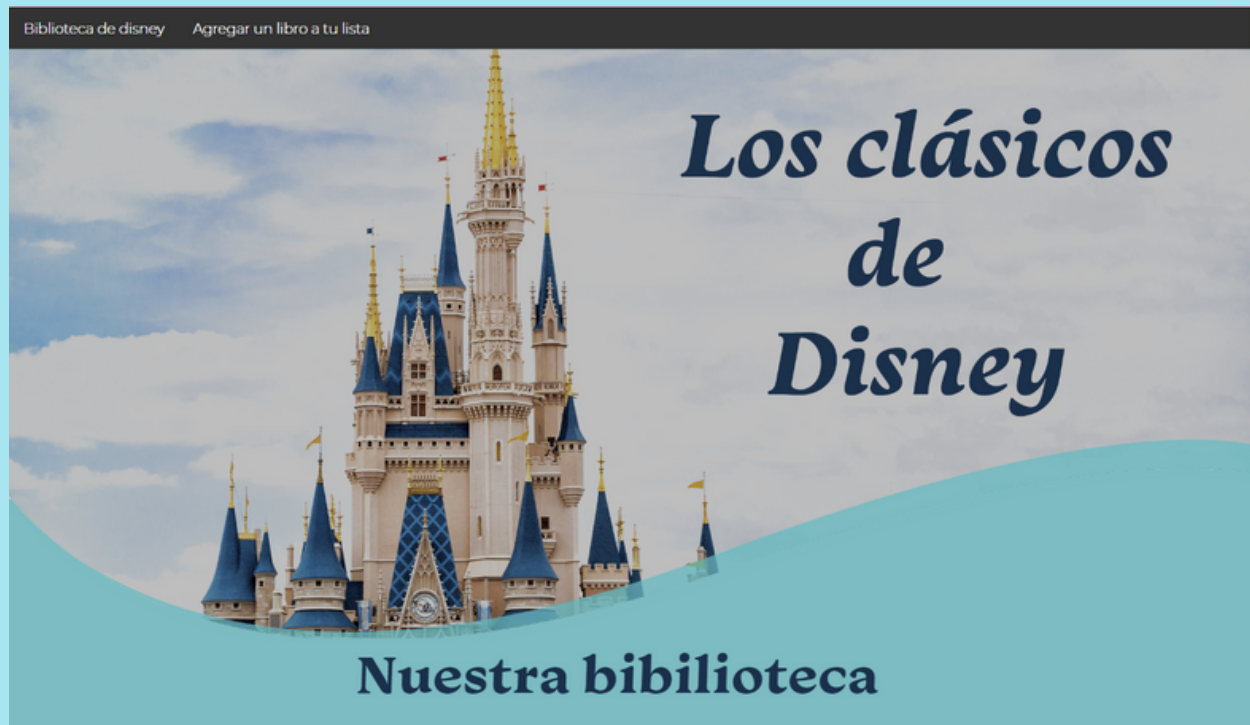 Biblioteca de disney Agregar un libro a tu lista
Los clásicos
de
Disney
Nuestra bibilioteca